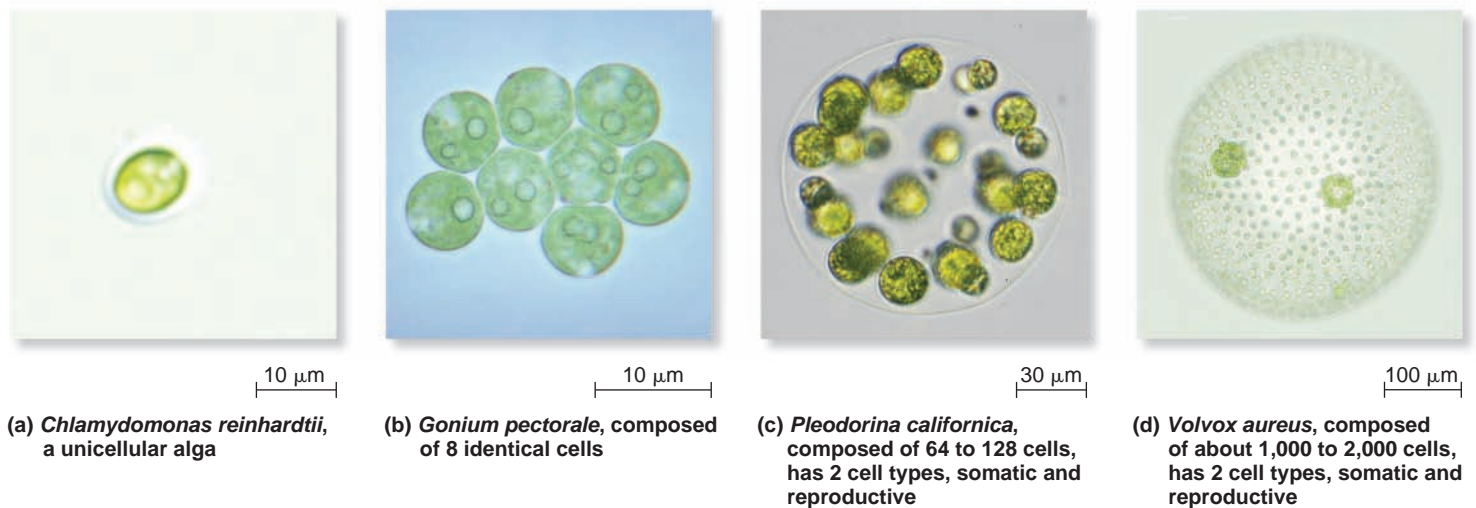 10 μm
10 μm
30 μm
100 μm
(a) Chlamydomonas reinhardtii,
a unicellular alga
(b) Gonium pectorale, composed
of 8 identical cells
(c) Pleodorina californica,
composed of 64 to 128 cells,
has 2 cell types, somatic and
reproductive
(d) Volvox aureus, composed
of about 1,000 to 2,000 cells,
has 2 cell types, somatic and
reproductive